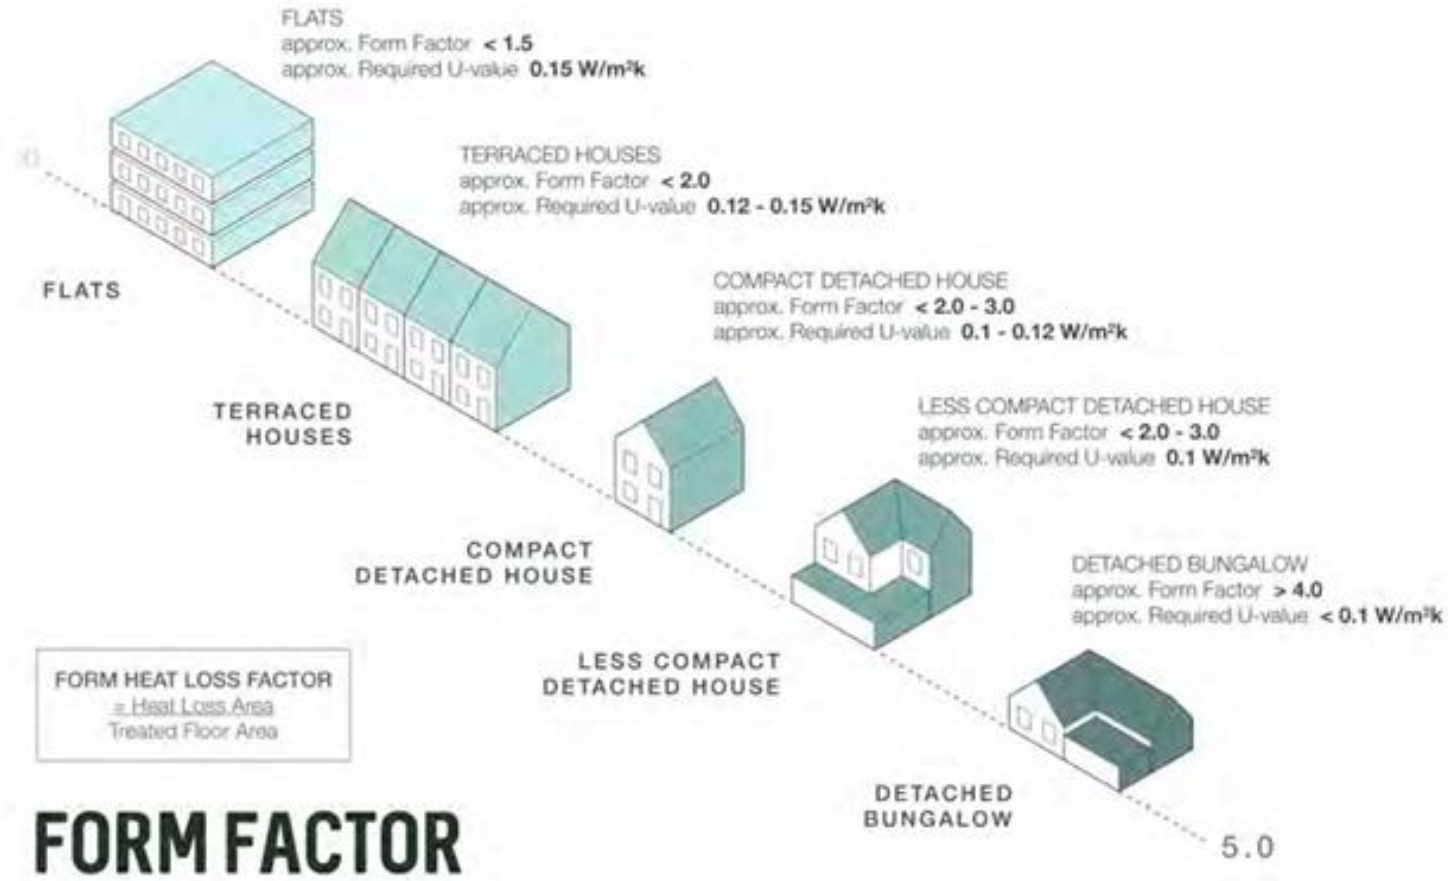 FLATS
approx. Form Factor < 1.5
approx. Required U-value 0.15 W/m²k
TERRACED HOUSES
approx. Form Factor < 2.0
approx. Required U-value 0.12 - 0.15 W/m²k
FLATS
COMPACT DETACHED HOUSE
approx. Form Factor < 2.0 - 3.0
approx. Required U-value 0.1 - 0.12 W/m²k
TERRACED
HOUSES
LESS COMPACT DETACHED HOUSE
approx. Form Factor < 2.0 - 3.0
approx. Required U-value 0.1 W/m²k
COMPACT
DETACHED HOUSE
DETACHED BUNGALOW
approx. Form Factor > 4.0
approx. Required U-value < 0.1 W/m²k
LESS COMPACT
DETACHED HOUSE
FORM HEAT LOSS FACTOR
= Heat Loss Area
Treated Floor Area
DETACHED
BUNGALOW
5.0
FORM FACTOR